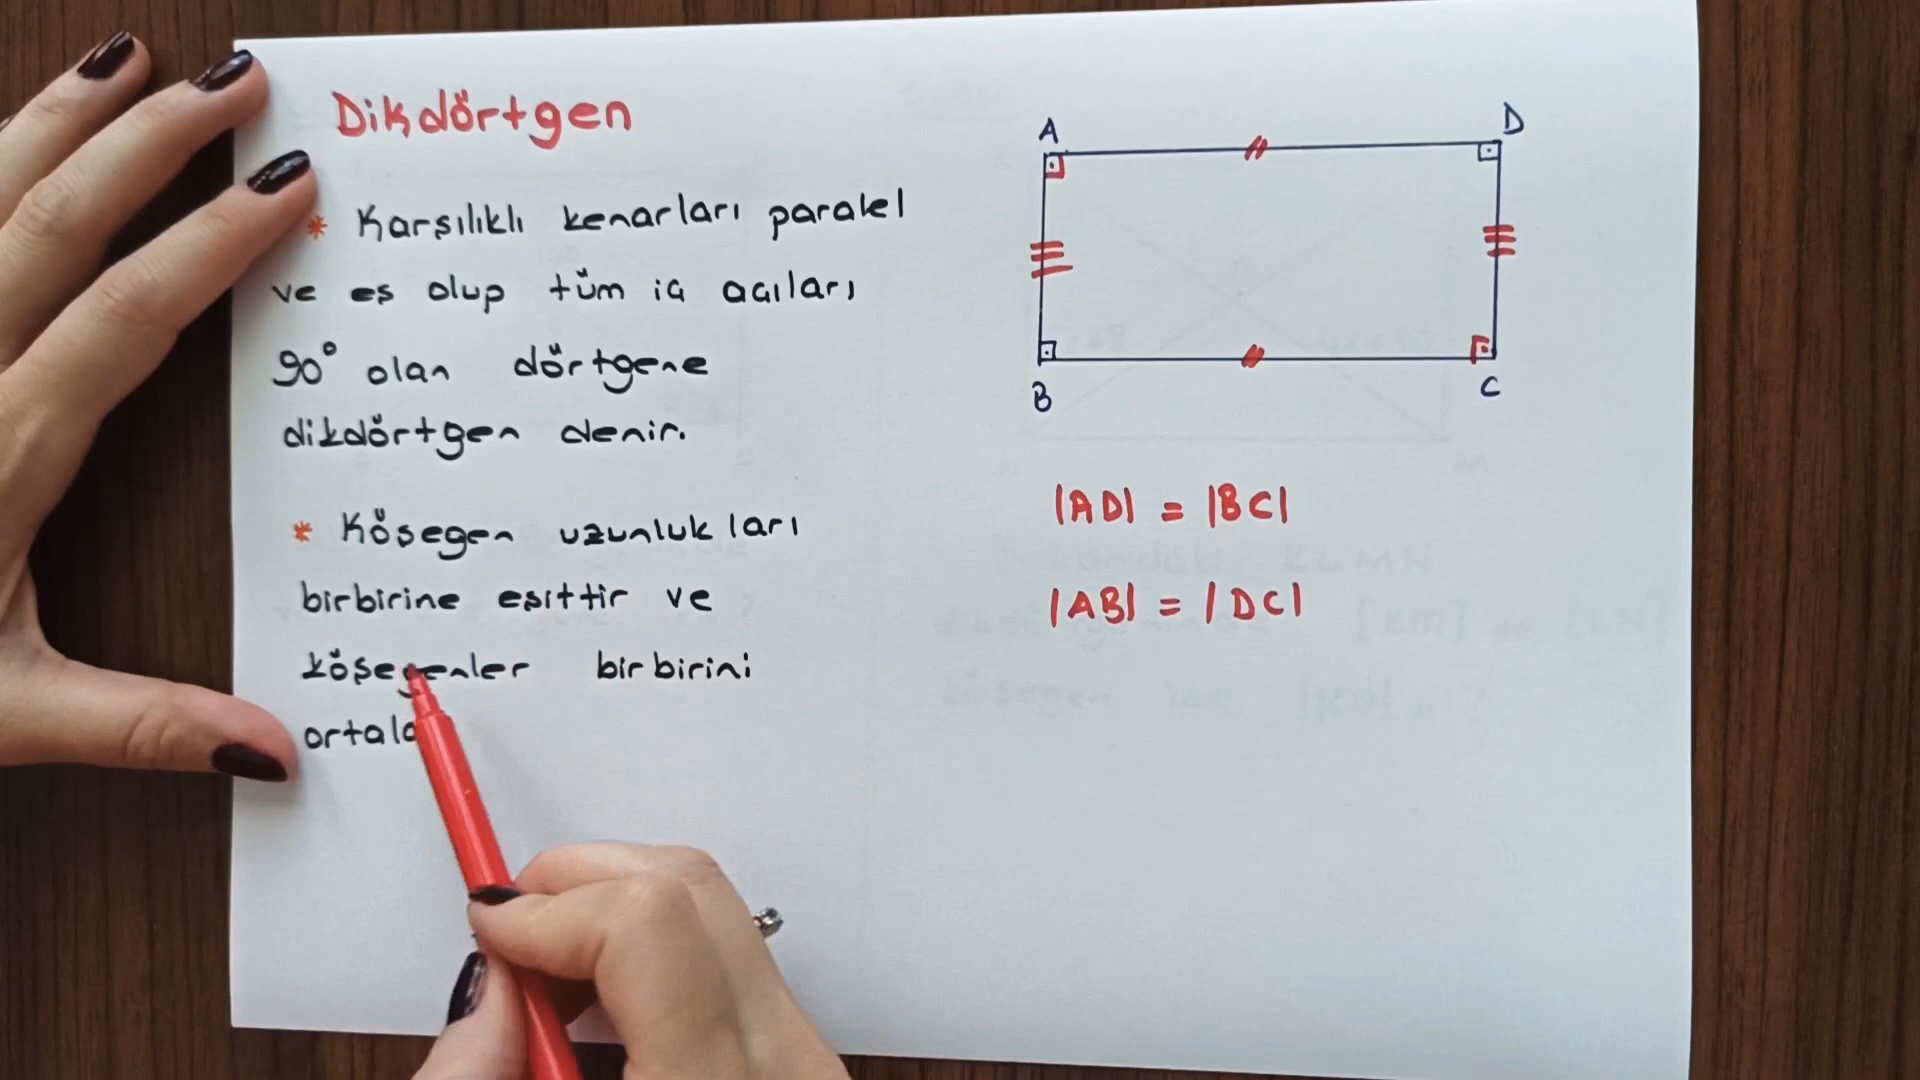 Dikdörtgen
* Karşılıklı kenarları paralel
ve eş olup tüm iç açıları
90° olan dörtgene
dikdörtgen denir.
* Köşegen uzunlukları
birbirine eşittir ve
köşegenler birbirini
A
D
B
C
|AD| = |BC|
|AB| = |DC|